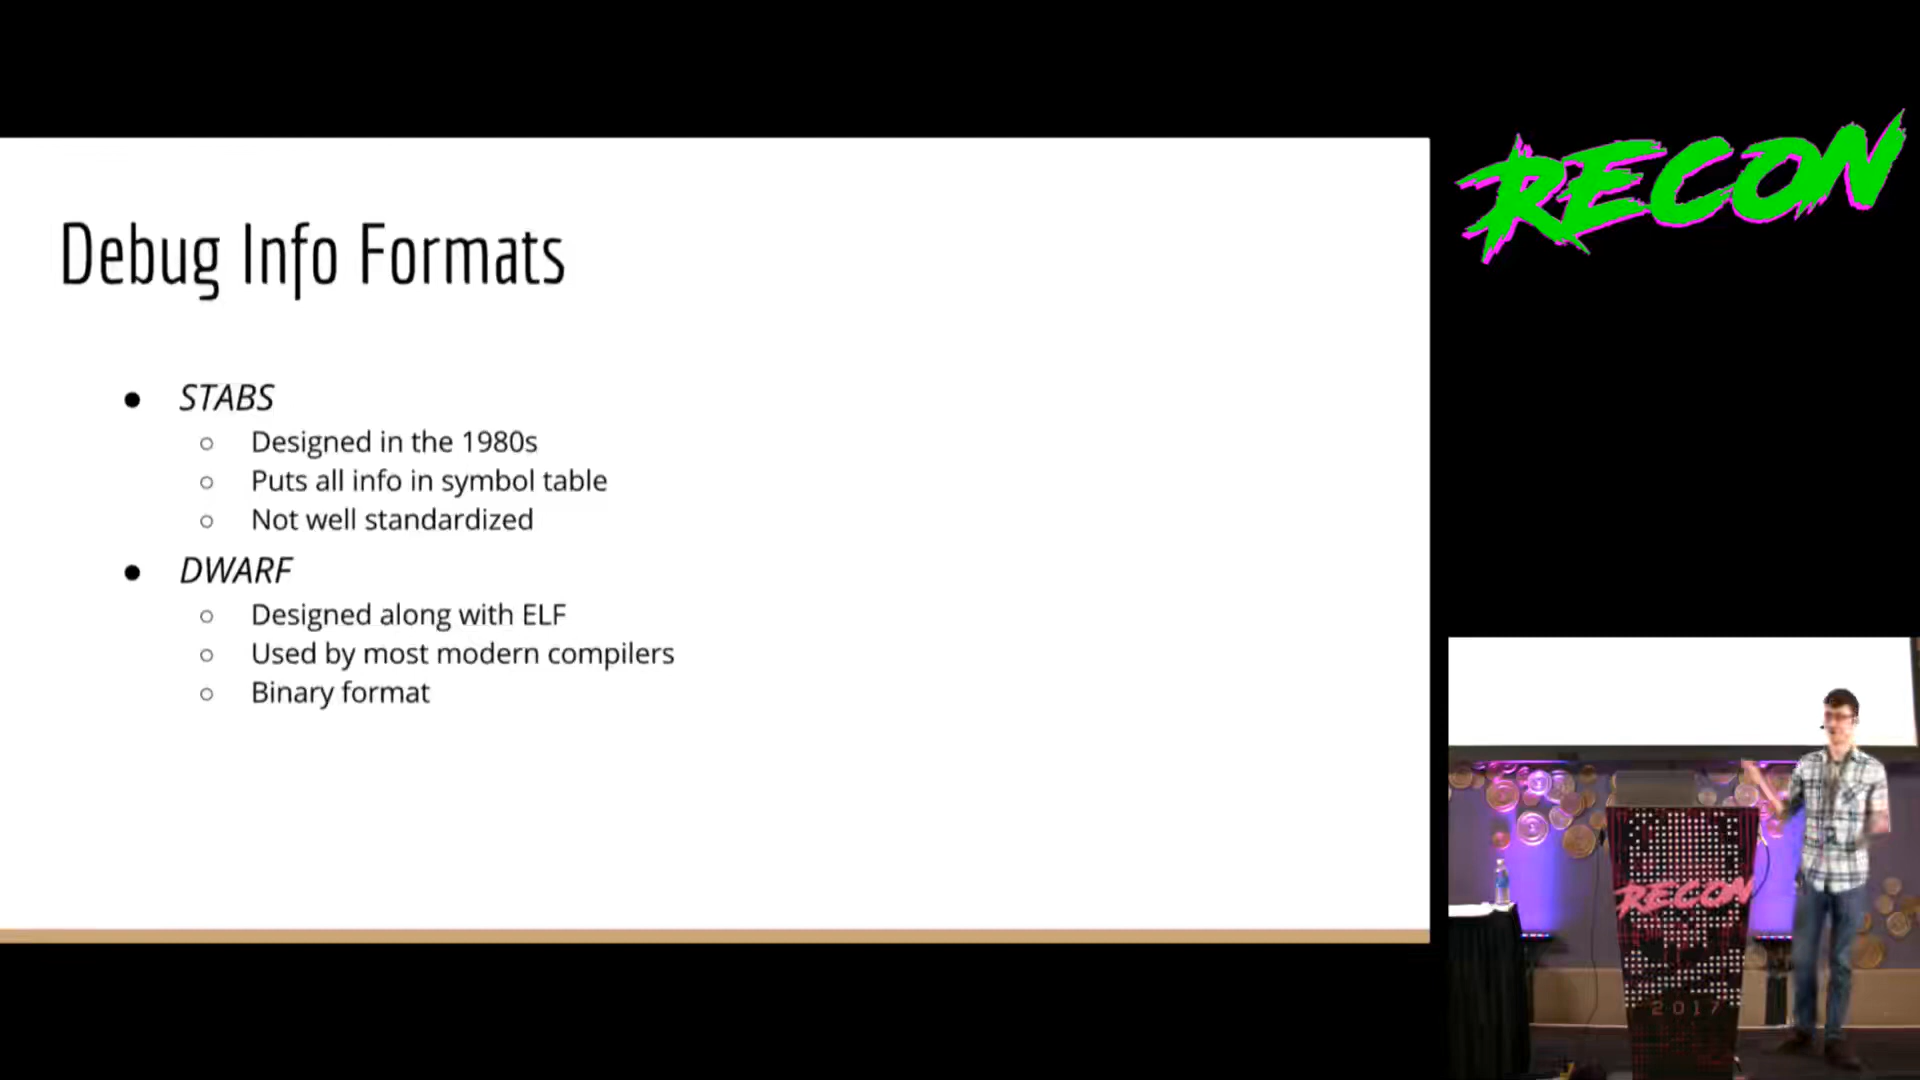 Debug Info Formats
● STABS
○ Designed in the 1980s
○ Puts all info in symbol table
○ Not well standardized
● DWARF
○ Designed along with ELF
○ Used by most modern compilers
○ Binary format
RECON
RECON
2017